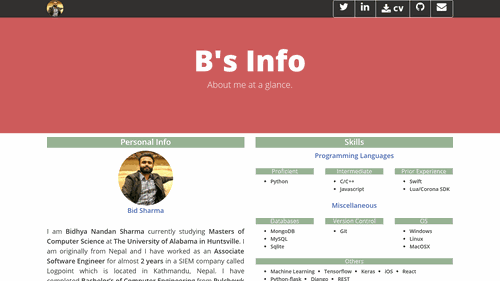 CV
B's Info
About me at a glance.
Personal Info
Bid Sharma
I am Bidhya Nandan Sharma currently studying Masters of
Computer Science at The University of Alabama in Huntsville. I
am originally from Nepal and I have worked as an Associate
Software Engineer for almost 2 years in a SIEM company called
Logpoint which is located in Kathmandu, Nepal. I have
completed Bachelor's of Computer Engineering from Pulchowk
Skills
Programming Languages
Proficient
Python
Intermediate
C/C++
Javascript
Prior Experience
Swift
Lua/Corona SDK
Miscellaneous
Databases
MongoDB
MySQL
Sqlite
Version Control
Git
OS
Windows
Linux
MacOSX
Others
Machine Learning • Tensorflow • Keras • iOS • React
Python-flask • Django • REST